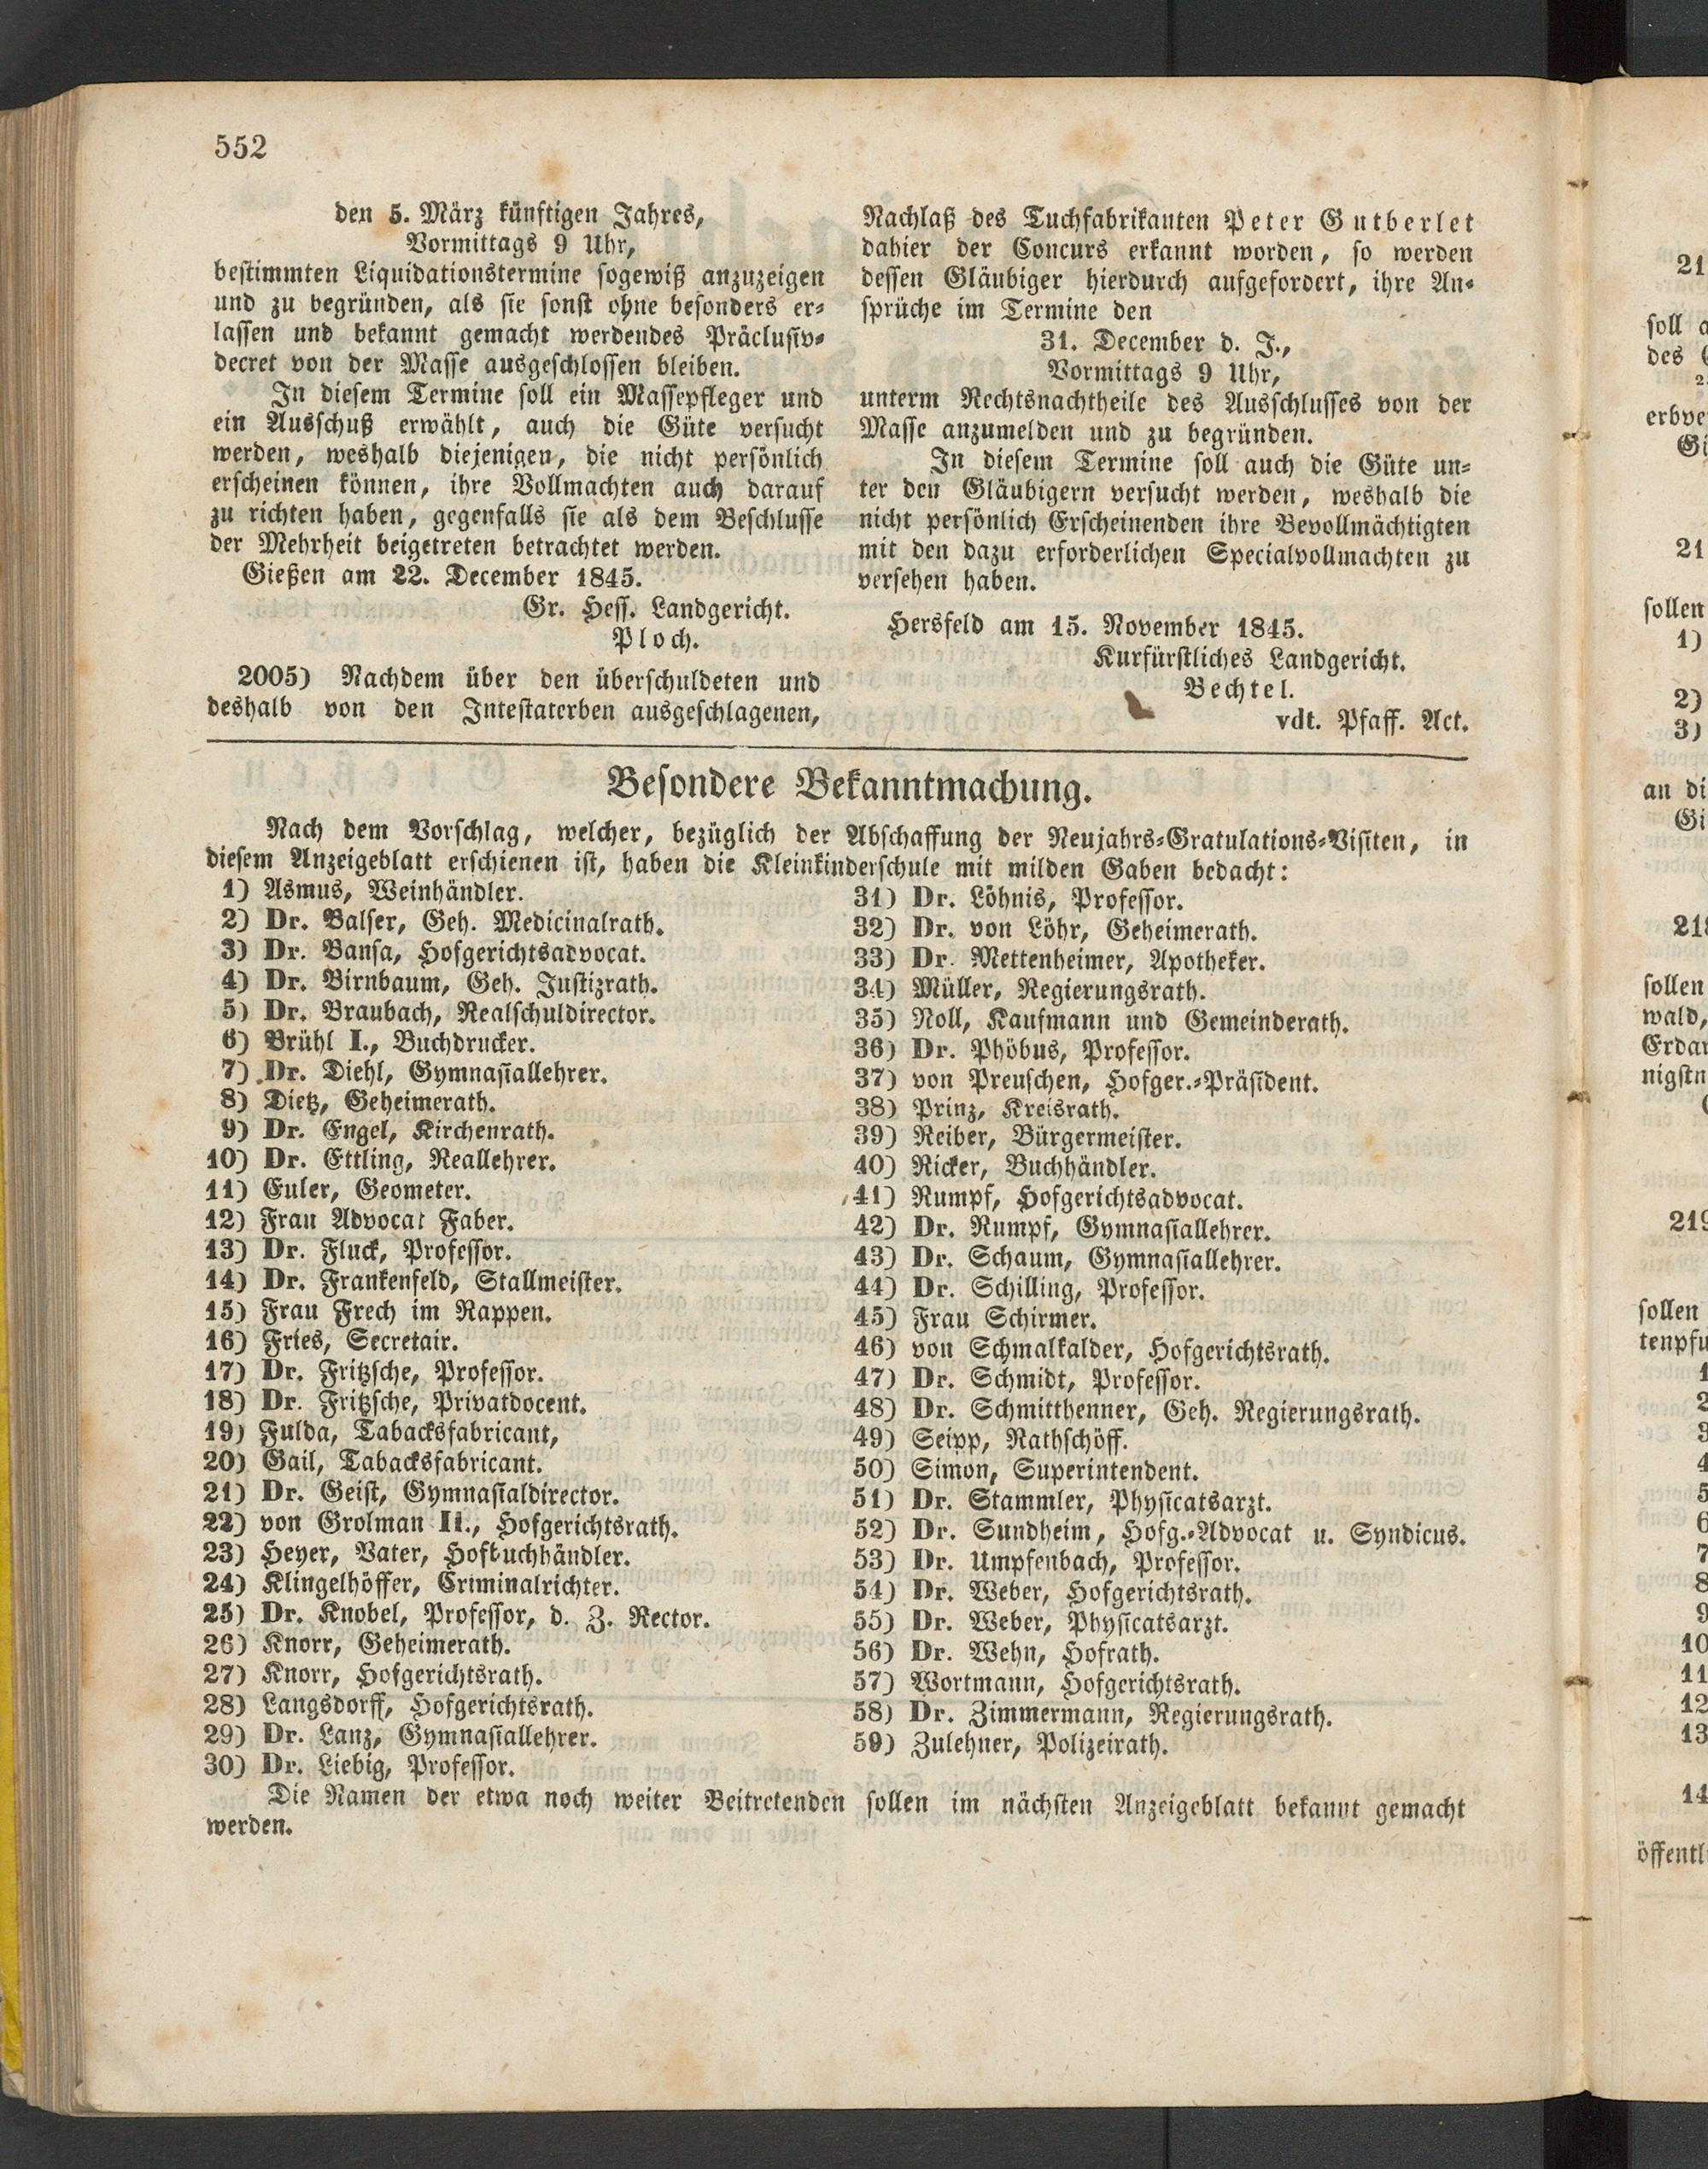 552
den 5. März künftigen Jahres,
Vormittags 9 Uhr,
bestimmten Liquidationstermine sogewiß anzuzeigen
und zu begründen, als sie sonst ohne besonders er-
lassen und bekannt gemacht werdendes Präclusiv-
decret von der Masse ausgeschlossen bleiben.
In diesem Termine soll ein Massepfleger und
ein Ausschuß erwählt, auch die Güte versucht
werden, weshalb diejenigen, die nicht persönlich
erscheinen können, ihre Vollmachten auch darauf
zu richten haben, gegenfalls sie als dem Beschlusse
der Mehrheit beigetreten betrachtet werden.
Gießen am 22. December 1845.
Gr. Hess. Landgericht.
Ploch.
2005) Nachdem über den überschuldeten und
deshalb von den Intestaterben ausgeschlagenen,
Nachlaß des Tuchfabrikanten Peter Gutberlet
dahier der Concurs erkannt worden, so werden
dessen Gläubiger hierdurch aufgefordert, ihre An-
sprüche im Termine den
31. December d. J.,
Vormittags 9 Uhr,
unterm Rechtsnachtheile des Ausschlusses von der
Masse anzumelden und zu begründen.
In diesem Termine soll auch die Güte un-
ter den Gläubigern versucht werden, weshalb die
nicht persönlich Erscheinenden ihre Bevollmächtigten
mit den dazu erforderlichen Specialvollmachten zu
versehen haben.
Hersfeld am 15. November 1845.
Kurfürstliches Landgericht.
Bechtel.
vdt. Pfaff. Act.
Besondere Bekanntmachung.
Nach dem Vorschlag, welcher, bezüglich der Abschaffung der Neujahrs-Gratulations-Visiten, in
diesem Anzeigeblatt erschienen ist, haben die Kleinkinderschule mit milden Gaben bedacht:
1) Asmus, Weinhändler.
2) Dr. Balser, Geh. Medicinalrath.
3) Dr. Bansa, Hofgerichtsadvocat.
4) Dr. Birnbaum, Geh. Justizrath.
5) Dr. Braubach, Realschuldirector.
6) Brühl I., Buchdrucker.
7) Dr. Diehl, Gymnasiallehrer.
8) Dietz, Geheimerath.
9) Dr. Engel, Kirchenrath.
10) Dr. Ettling, Reallehrer.
11) Euler, Geometer.
12) Frau Advocat Faber.
13) Dr. Fluck, Professor.
14) Dr. Frankenfeld, Stallmeister.
15) Frau Frech im Rappen.
16) Fries, Secretair.
17) Dr. Fritzsche, Professor.
18) Dr. Fritzsche, Privatdocent.
19) Fulda, Tabacksfabricant,
20) Gail, Tabacksfabricant.
21) Dr. Geist, Gymnasialdirector.
22) von Grolman II., Hofgerichtsrath.
23) Heyer, Vater, Hofbuchhändler.
24) Klingelhöffer, Criminalrichter.
25) Dr. Knobel, Professor, d. Z. Rector.
26) Knorr, Geheimerath.
27) Knorr, Hofgerichtsrath.
28) Langsdorff, Hofgerichtsrath.
29) Dr. Lanz, Gymnasiallehrer.
30) Dr. Liebig, Professor.
31) Dr. Löhnis, Professor.
32) Dr. von Löhr, Geheimerath.
33) Dr. Mettenheimer, Apotheker.
34) Müller, Regierungsrath.
35) Noll, Kaufmann und Gemeinderath.
36) Dr. Phöbus, Professor.
37) von Preuschen, Hofger.-Präsident.
38) Prinz, Kreisrath.
39) Reiber, Bürgermeister.
40) Ricker, Buchhändler.
41) Rumpf, Hofgerichtsadvocat.
42) Dr. Rumpf, Gymnasiallehrer.
43) Dr. Schaum, Gymnasiallehrer.
44) Dr. Schilling, Professor.
45) Frau Schirmer.
46) von Schmalkalder, Hofgerichtsrath.
47) Dr. Schmidt, Professor.
48) Dr. Schmitthenner, Geh. Regierungsrath.
49) Seipp, Rathschöff.
50) Simon, Superintendent.
51) Dr. Stammler, Physicatsarzt.
52) Dr. Sundheim, Hofg.-Advocat u. Syndicus.
53) Dr. Umpfenbach, Professor.
54) Dr. Weber, Hofgerichtsrath.
55) Dr. Weber, Physicatsarzt.
56) Dr. Wehn, Hofrath.
57) Wortmann, Hofgerichtsrath.
58) Dr. Zimmermann, Regierungsrath.
59) Zulehner, Polizeirath.
Die Namen der etwa noch weiter Beitretenden sollen im nächsten Anzeigeblatt bekannt gemacht
werden.